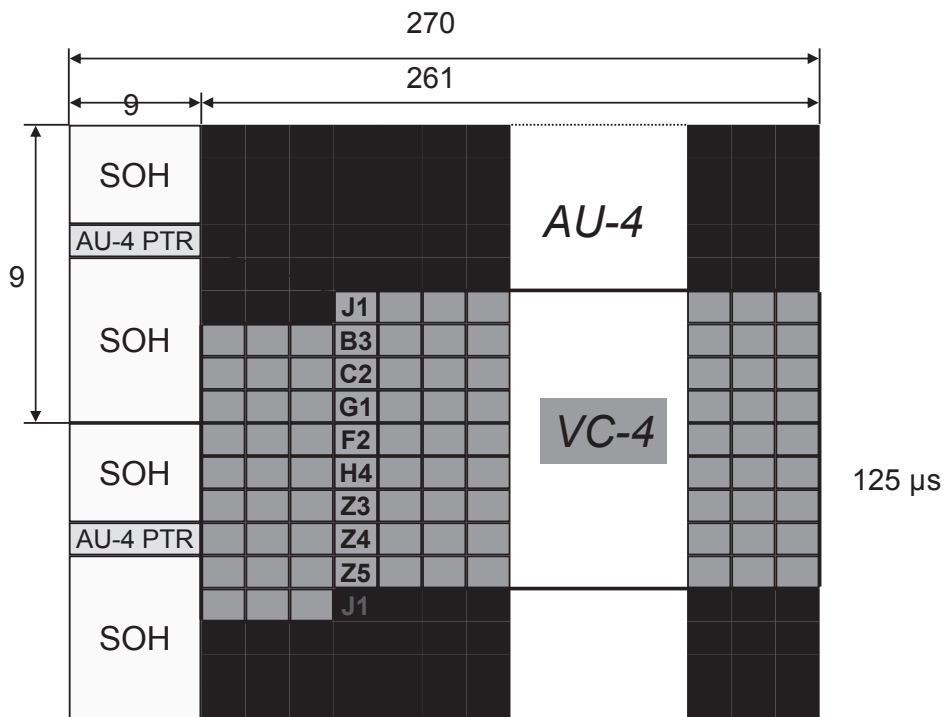 270
261
9
SOH
AU-4
AU-4 PTR
9
J1
SOH
B3
C2
G1
VC-4
F2
SOH
H4
125 µs
Z3
AU-4 PTR
Z4
Z5
J1
SOH